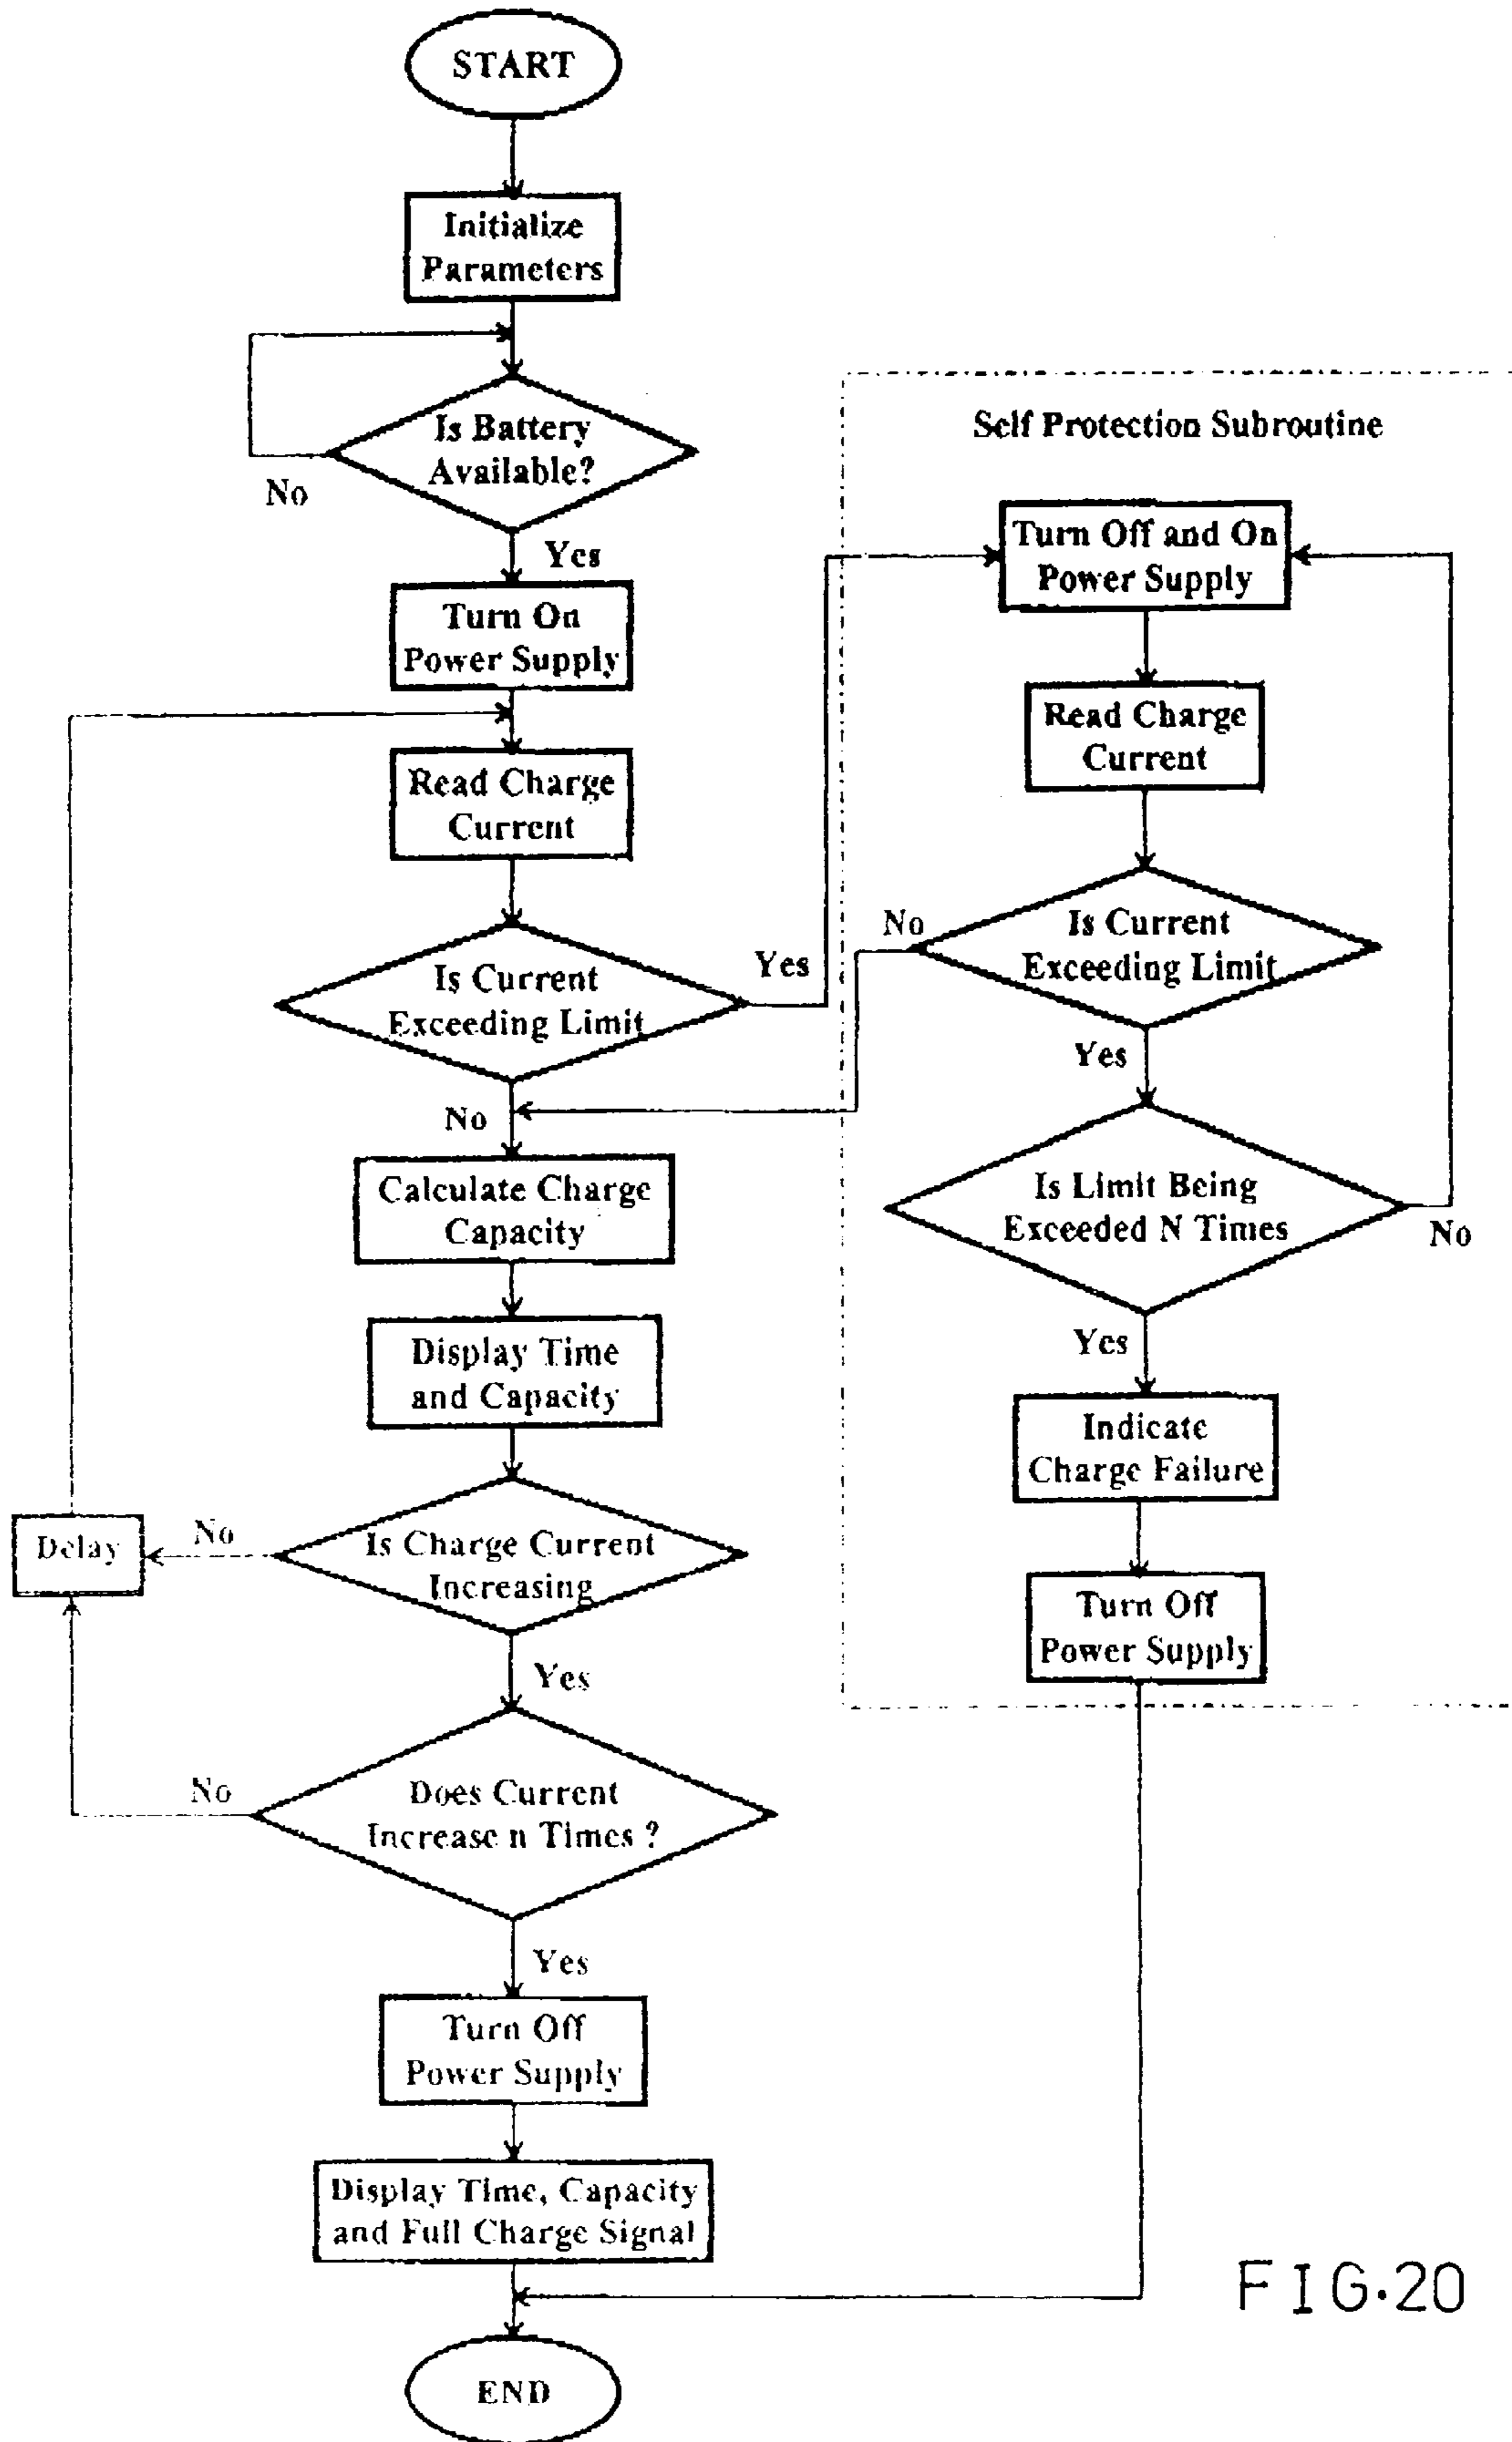 START
Initialize
Parameters
Is Battery
Available?
No
Yes
Turn On
Power Supply
Read Charge
Current
Is Current
Exceeding Limit
Yes
No
Calculate Charge
Capacity
Display Time
and Capacity
Is Charge Current
Increasing
No
Delay
Yes
Does Current
Increase n Times ?
No
Yes
Turn Off
Power Supply
Display Time, Capacity
and Full Charge Signal
END
Self Protection Subroutine
Turn Off and On
Power Supply
Read Charge
Current
Is Current
Exceeding Limit
No
Yes
Is Limit Being
Exceeded N Times
No
Yes
Indicate
Charge Failure
Turn Off
Power Supply
FIG.20